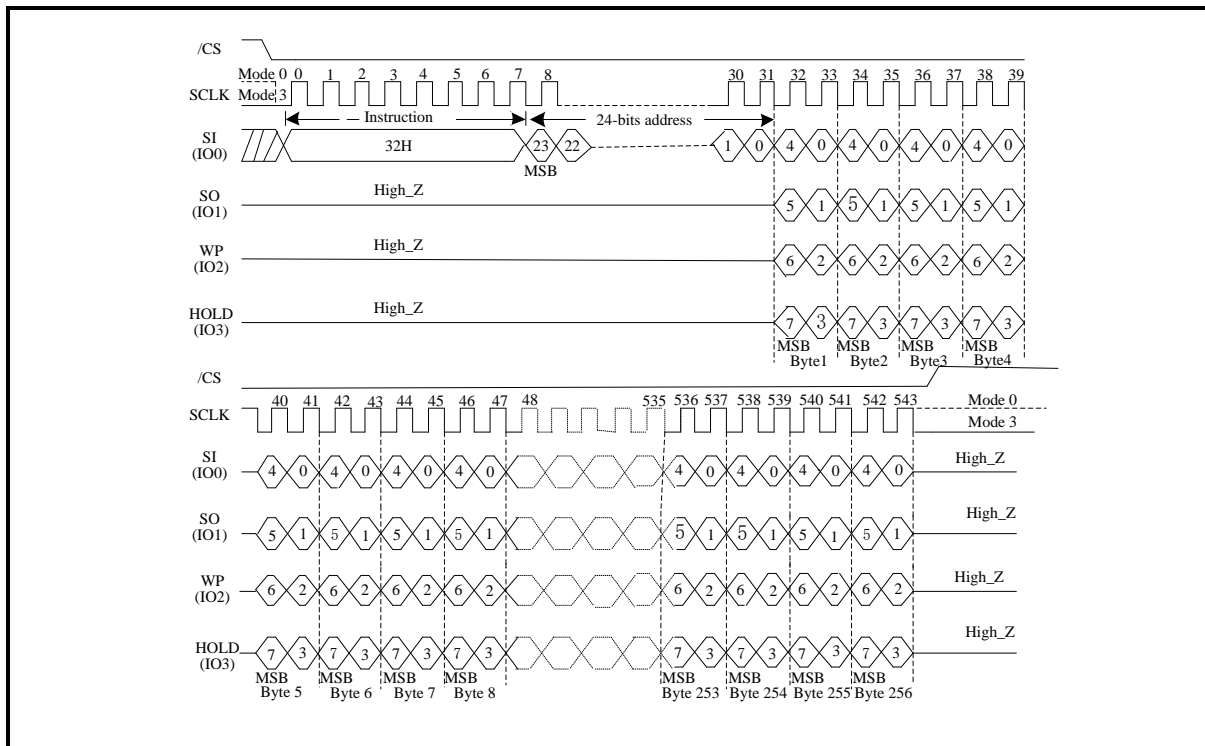 /CS
Mode 0 0 1 2 3 4 5 6 7 8 30 31 32 33 34 35 36 37 38 39
SCLK Mode 3
Instruction 24-bits address
SI (IO0) 32H 23 22 1 0 4 0 4 0 4 0 4 0
MSB
SO (IO1) High_Z 5 1 5 1 5 1 5 1
WP (IO2) High_Z 6 2 6 2 6 2 6 2
HOLD (IO3) High_Z 7 3 7 3 7 3 7 3
MSB MSB MSB MSB
Byte1 Byte2 Byte3 Byte4
/CS
SCLK 40 41 42 43 44 45 46 47 48 535 536 537 538 539 540 541 542 543 Mode 0
Mode 3
SI (IO0) 4 0 4 0 4 0 4 0 4 0 4 0 4 0 4 0 High_Z
SO (IO1) 5 1 5 1 5 1 5 1 5 1 5 1 5 1 5 1 High_Z
WP (IO2) 6 2 6 2 6 2 6 2 6 2 6 2 6 2 6 2 High_Z
HOLD (IO3) 7 3 7 3 7 3 7 3 7 3 7 3 7 3 7 3 High_Z
MSB MSB MSB MSB MSB MSB MSB MSB
Byte 5 Byte 6 Byte 7 Byte 8 Byte 253 Byte 254 Byte 255 Byte 256